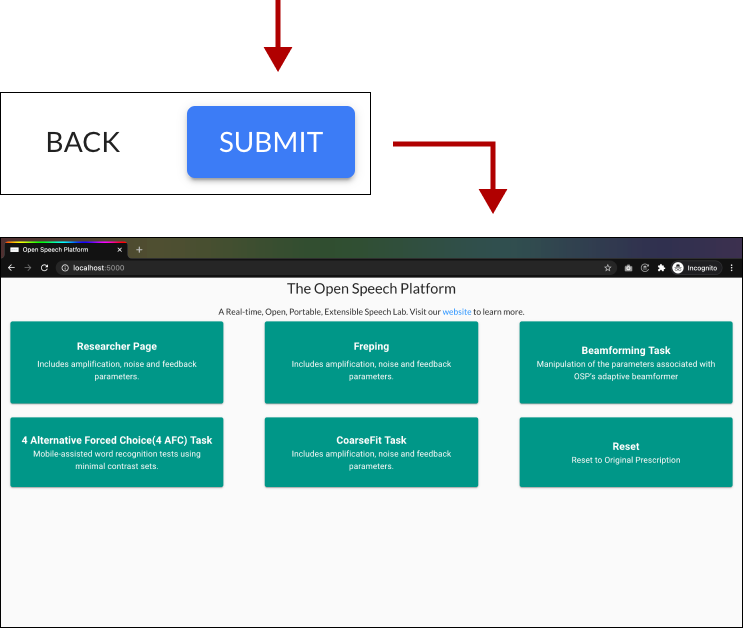 BACK SUBMIT
Open Speech Platform
localhost:5000 Incognito
The Open Speech Platform
A Real-time, Open, Portable, Extensible Speech Lab. Visit our website to learn more.
Researcher Page
Includes amplification, noise and feedback
parameters.
Freping
Includes amplification, noise and feedback
parameters.
Beamforming Task
Manipulation of the parameters associated with
OSP's adaptive beamformer
4 Alternative Forced Choice(4 AFC) Task
Mobile-assisted word recognition tests using
minimal contrast sets.
CoarseFit Task
Includes amplification, noise and feedback
parameters.
Reset
Reset to Original Prescription